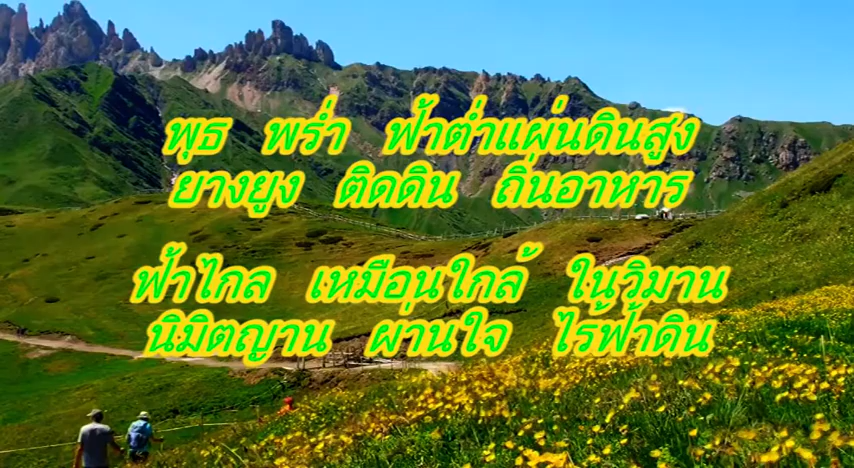 พุธ พร่ำ ฟ้าต่ำแผ่นดินสูง
ยางยูง ติดดิน ถิ่นอาหาร
ฟ้าไกล เหมือนใกล้ ในวิมาน
นิมิตญาน ผ่านใจ ไร้ฟ้าดิน